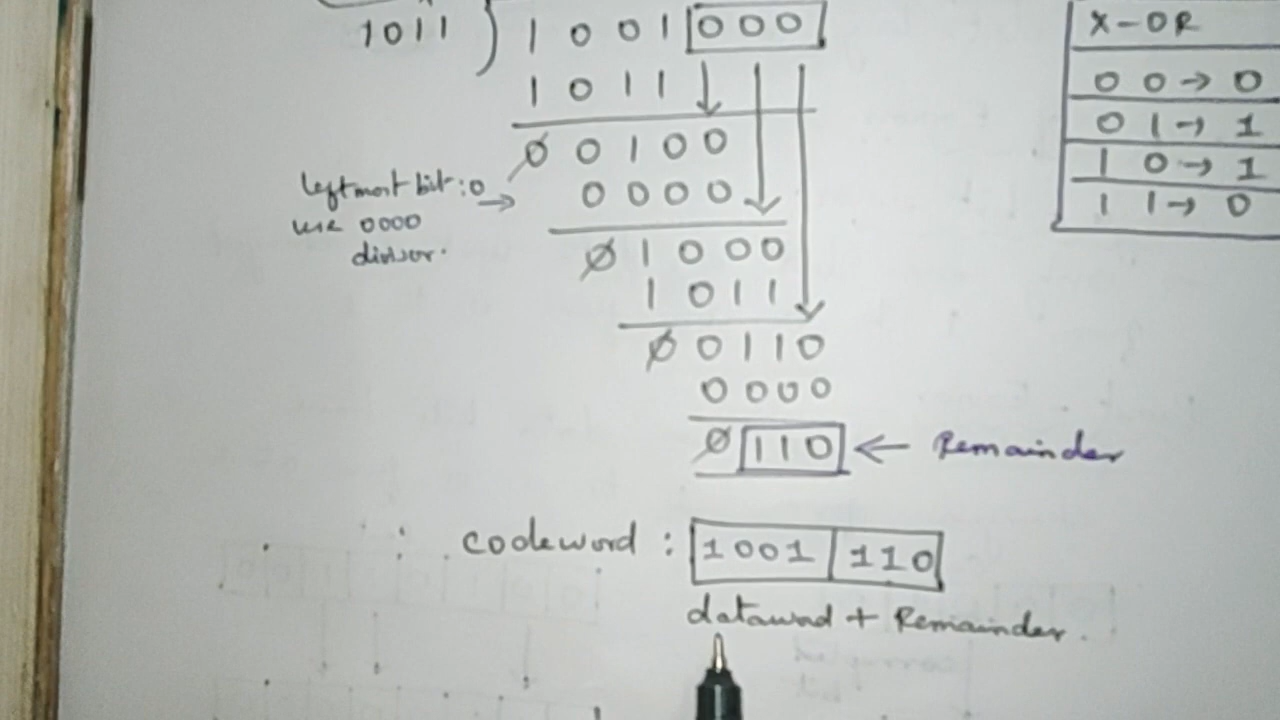 1011 ) 1001 000
1011
0 0100
0000
leftmost bit : 0
use 0000
divisor.
0 1000
1011
0 0110
0000
0 110 ← Remainder
codeword : 1001 110
dataword + Remainder.
X-OR
0 0 → 0
0 1 → 1
1 0 → 1
1 1 → 0